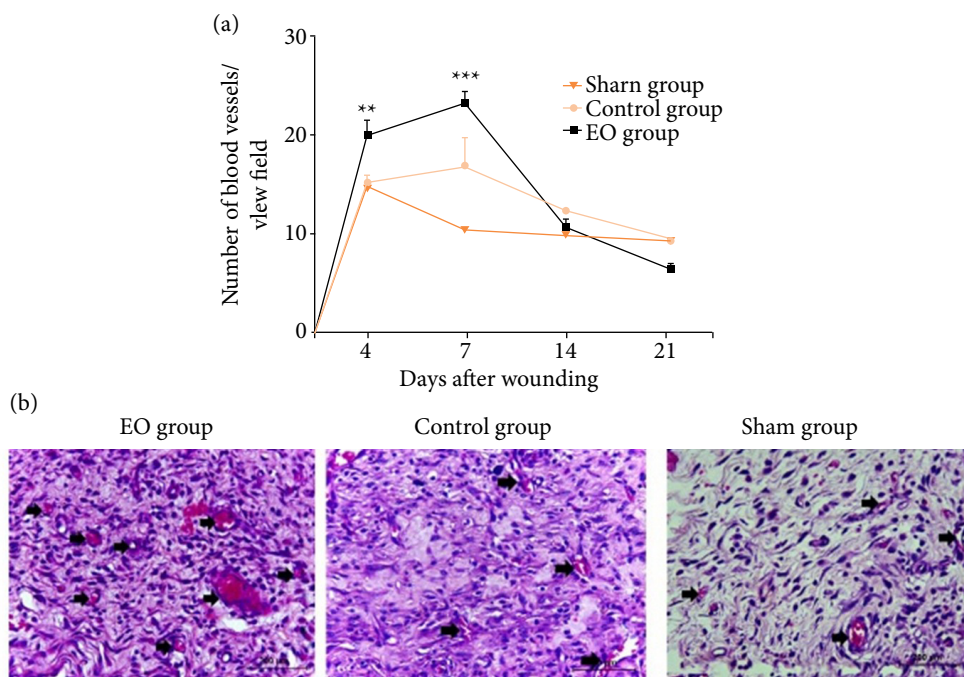 (a)
30
20
10
0
Number of blood vessels/
vlew field
**
***
Sharn group
Control group
EO group
4
7
14
21
Days after wounding
(b)
EO group
Control group
Sham group